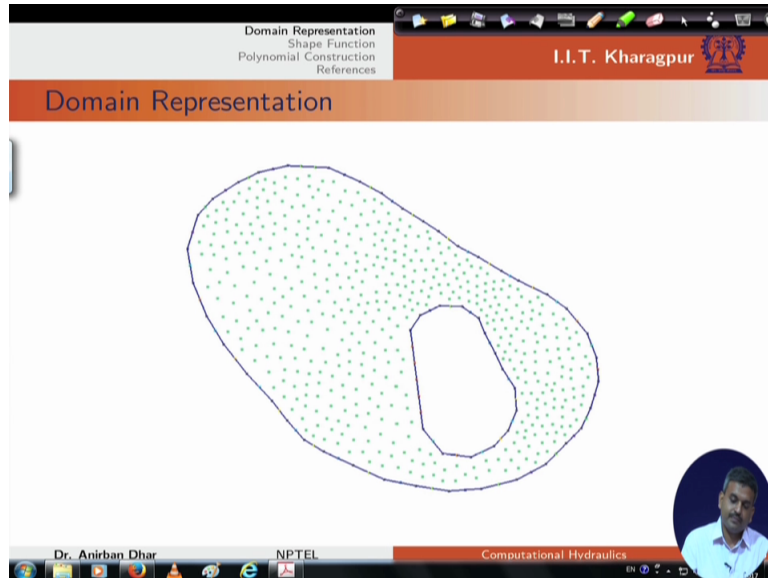 Domain Representation
Shape Function
Polynomial Construction
References
I.I.T. Kharagpur
Domain Representation
Dr. Anirban Dhar
NPTEL
Computational Hydraulics
EN